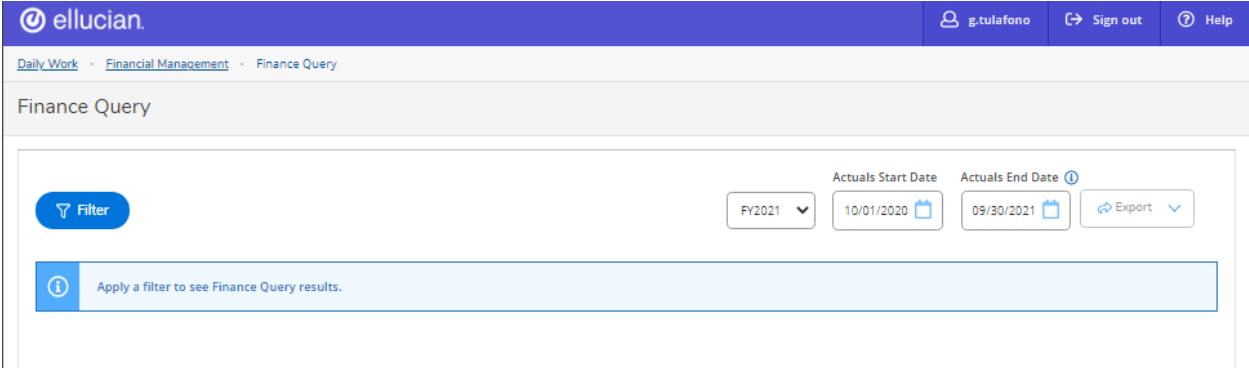 ellucian. g.tulafono Sign out Help
Daily Work · Financial Management · Finance Query
Finance Query
Actuals Start Date Actuals End Date
Filter FY2021 10/01/2020 09/30/2021 Export
Apply a filter to see Finance Query results.